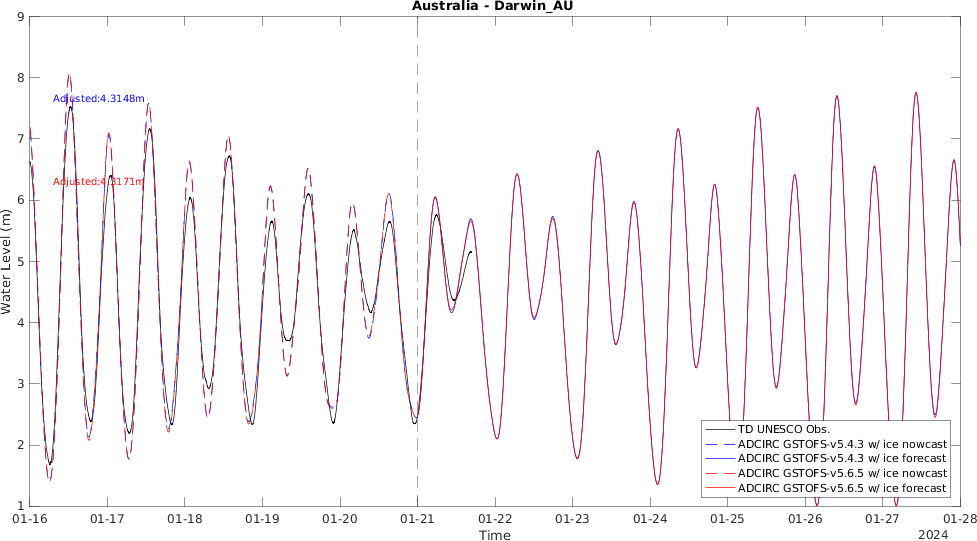 Australia - Darwin_AU
9
8
7
6
5
4
3
2
1
Water Level (m)
Adjusted:4.3148m
Adjusted:4.3171m
TD UNESCO Obs.
ADCIRC GSTOFS-v5.4.3 w/ ice nowcast
ADCIRC GSTOFS-v5.4.3 w/ ice forecast
ADCIRC GSTOFS-v5.6.5 w/ ice nowcast
ADCIRC GSTOFS-v5.6.5 w/ ice forecast
01-16 01-17 01-18 01-19 01-20 01-21 01-22 01-23 01-24 01-25 01-26 01-27 01-28
Time
2024